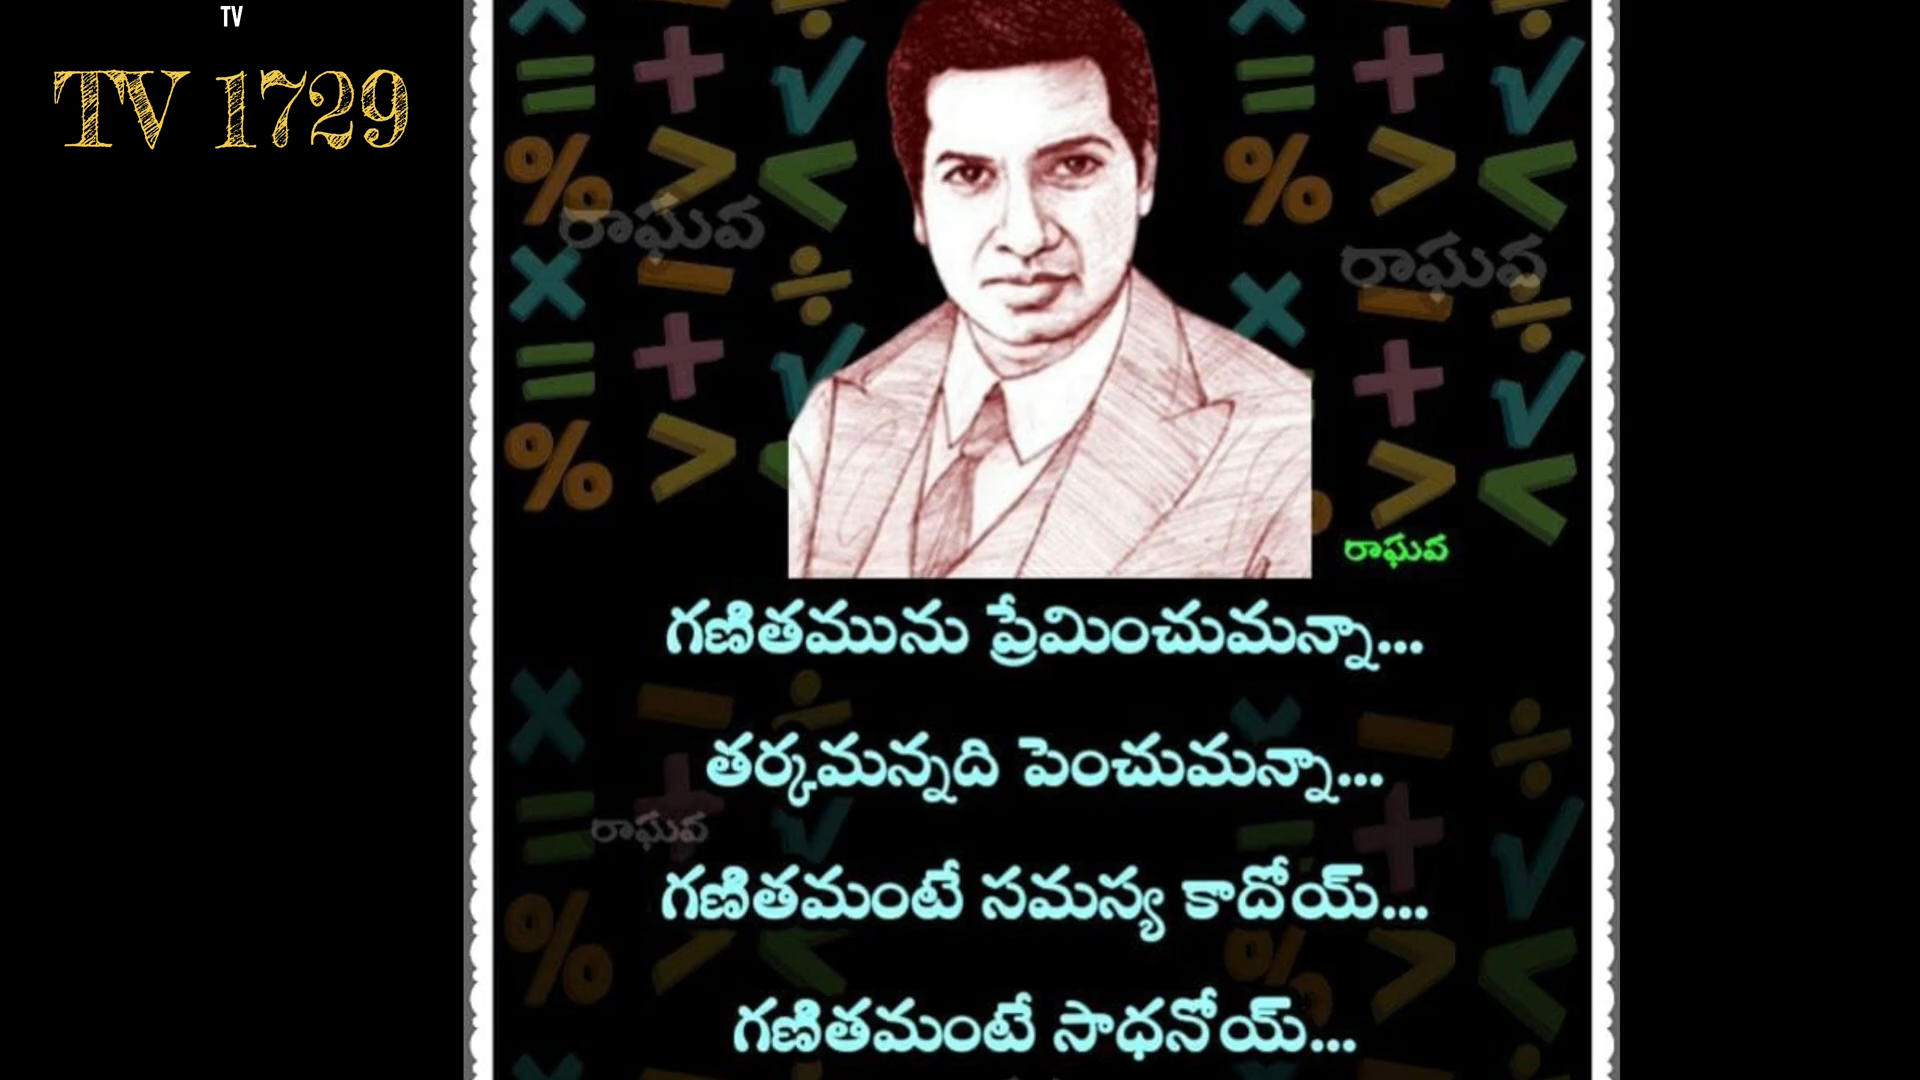 TV
TV 1729
రాఘవ
రాఘవ
రాఘవ
గణితమును ప్రేమించుమన్నా...
తర్కమన్నది పెంచుమన్నా...
రాఘవ
గణితమంటే సమస్య కాదోయ్...
గణితమంటే సాధనోయ్...